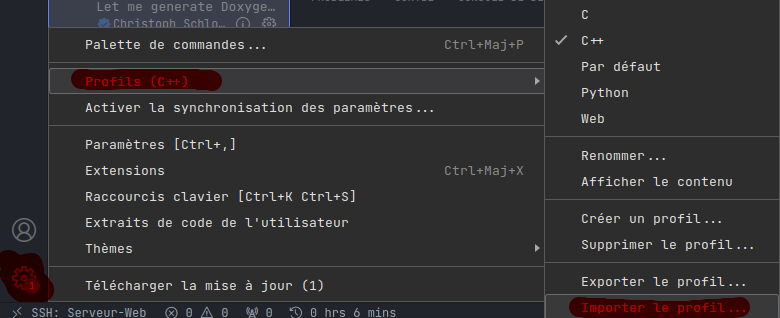 Let me generate Doxyge…
Christoph Schlo…
Palette de commandes... Ctrl+Maj+P
Profils (C++)
Activer la synchronisation des paramètres...
Paramètres [Ctrl+,]
Extensions Ctrl+Maj+X
Raccourcis clavier [Ctrl+K Ctrl+S]
Extraits de code de l'utilisateur
Thèmes
Télécharger la mise à jour (1)
1
SSH: Serveur-Web 0 0 0 0 hrs 6 mins
C
C++
Par défaut
Python
Web
Renommer...
Afficher le contenu
Créer un profil...
Supprimer le profil...
Exporter le profil...
Importer le profil...